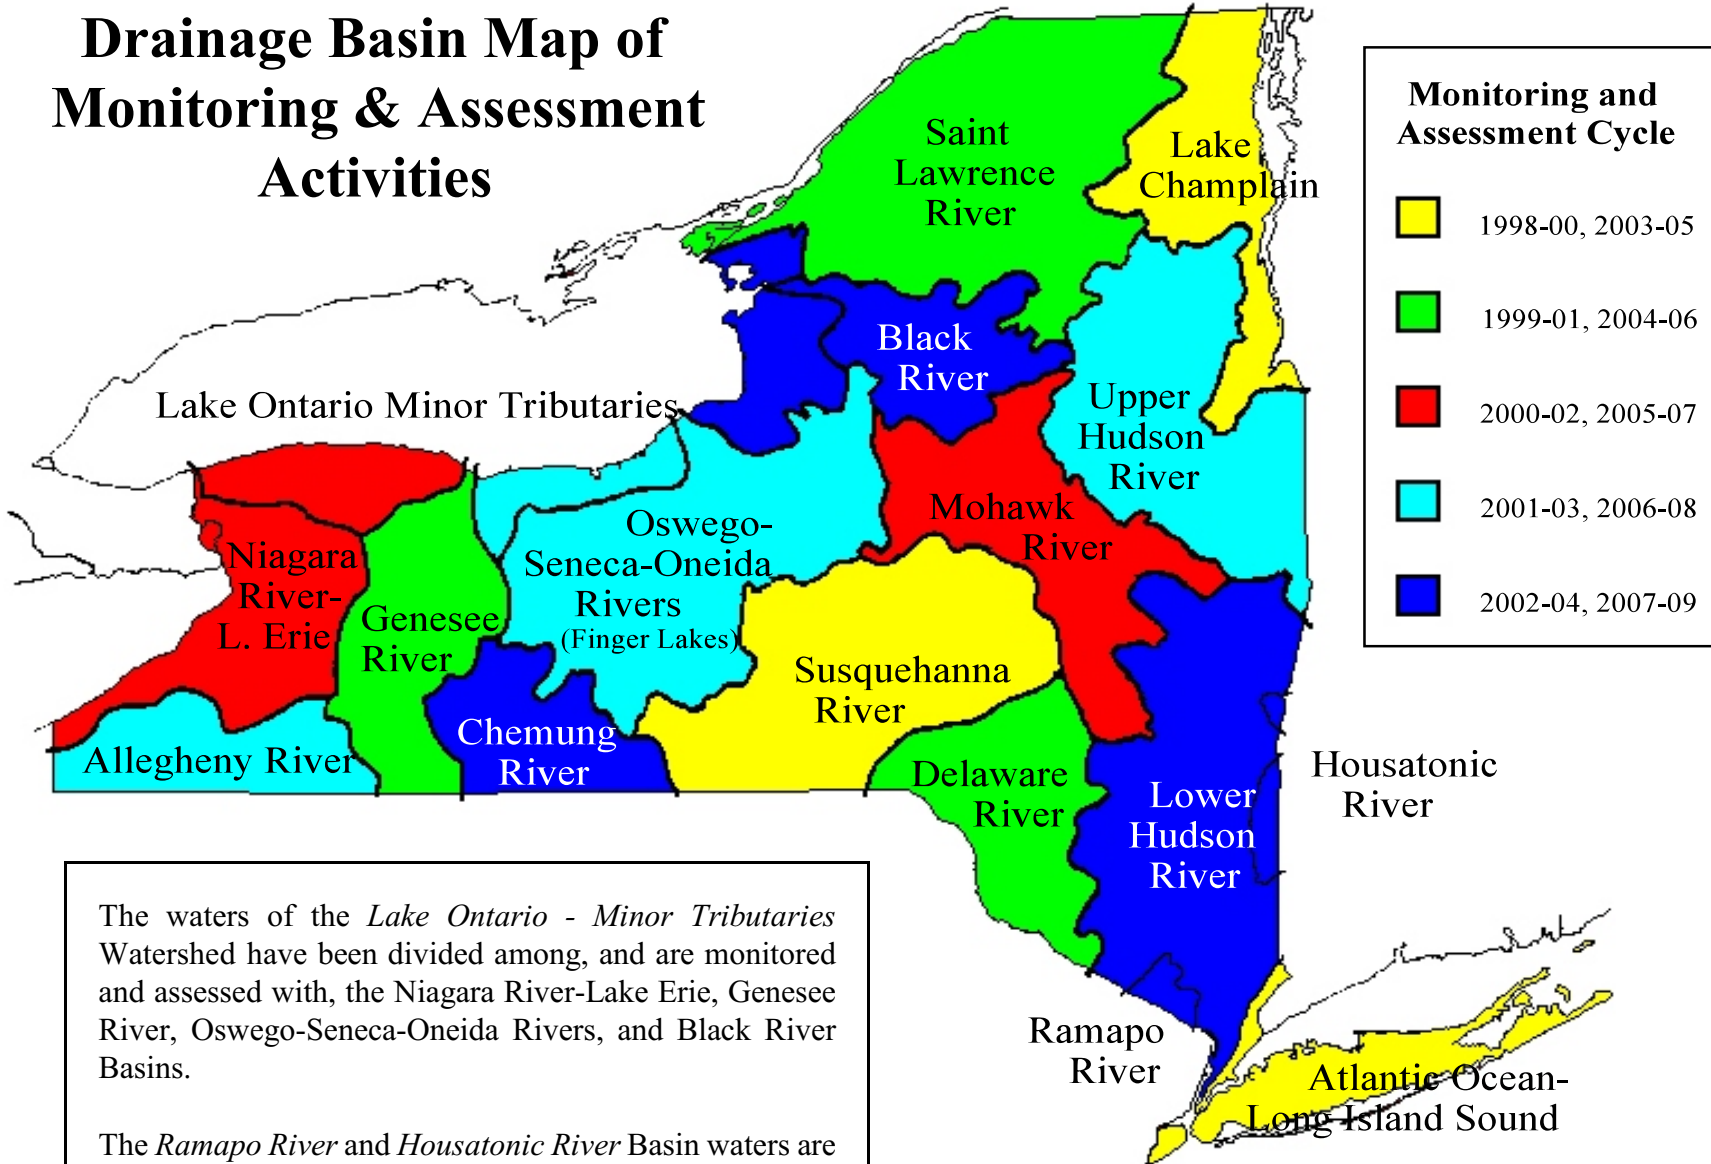 Drainage Basin Map of
Monitoring & Assessment
Activities
Monitoring and
Assessment Cycle
1998-00, 2003-05
1999-01, 2004-06
2000-02, 2005-07
2001-03, 2006-08
2002-04, 2007-09
Saint
Lawrence
River
Lake
Champlain
Black
River
Lake Ontario Minor Tributaries
Upper
Hudson
River
Mohawk
River
Oswego-
Seneca-Oneida
Rivers
(Finger Lakes)
Niagara
River-
L. Erie
Genesee
River
Susquehanna
River
Allegheny River
Chemung
River
Delaware
River
Lower
Hudson
River
Housatonic
River
Ramapo
River
Atlantic Ocean-
Long Island Sound
The waters of the Lake Ontario - Minor Tributaries
Watershed have been divided among, and are monitored
and assessed with, the Niagara River-Lake Erie, Genesee
River, Oswego-Seneca-Oneida Rivers, and Black River
Basins.
The Ramapo River and Housatonic River Basin waters are